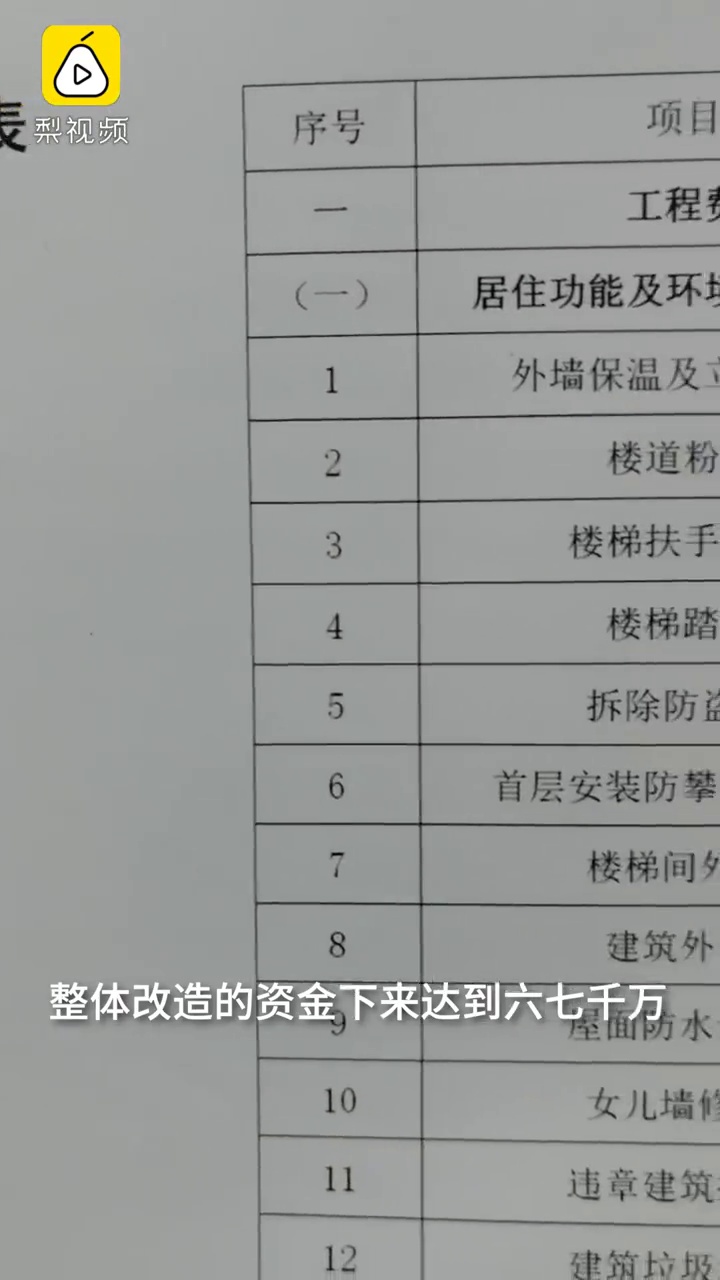 梨视频
表
序号 项目
一 工程费
（一） 居住功能及环境
1 外墙保温及立
2 楼道粉
3 楼梯扶手
4 楼梯踏
5 拆除防盗
6 首层安装防攀
7 楼梯间外
8 建筑外
整体改造的资金下来达到六七千万
9 屋面防水
10 女儿墙修
11 违章建筑
12 建筑垃圾